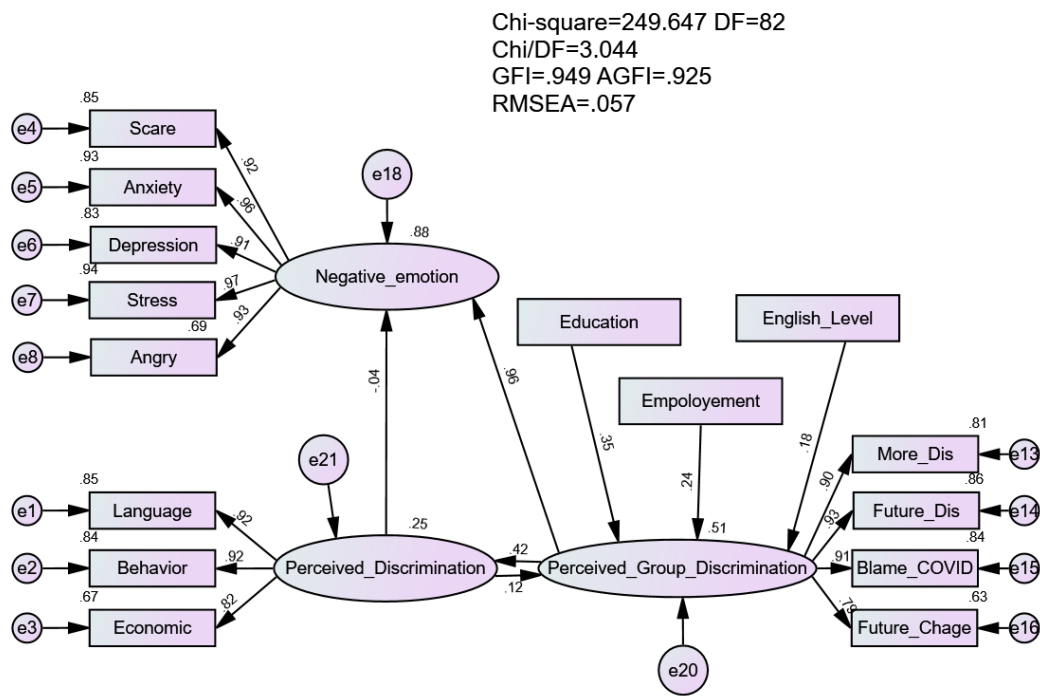 Chi-square=249.647 DF=82
Chi/DF=3.044
GFI=.949 AGFI=.925
RMSEA=.057
.85
e4
Scare
.92
.93
e5
Anxiety
.96
.83
e6
Depression
.91
.94
e7
Stress
.97
.69
e8
Angry
.93
e18
.88
Negative_emotion
Education
English_Level
Empoloyement
-.04
.96
.35
.24
.18
e21
.85
e1
Language
.92
.84
e2
Behavior
.92
.67
e3
Economic
.82
.25
Perceived_Discrimination
.42
.12
.51
Perceived_Group_Discrimination
e20
.81
More_Dis
e13
.90
.86
Future_Dis
e14
.93
.84
Blame_COVID
e15
.91
.63
Future_Chage
e16
.79